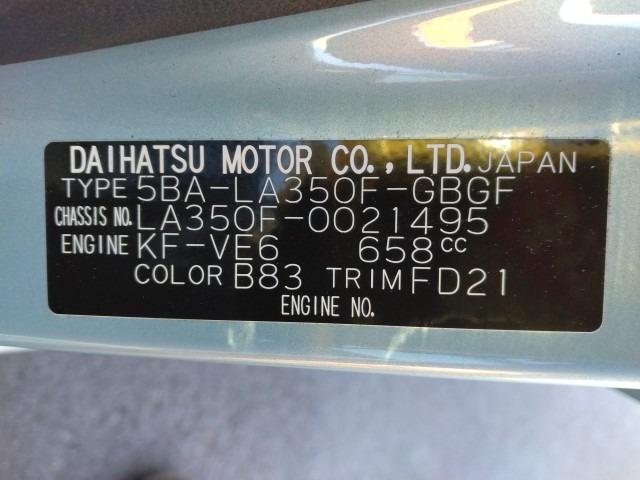 DAIHATSU MOTOR CO., LTD. JAPAN
TYPE 5BA-LA350F-GBGF
CHASSIS NO. LA350F-0021495
ENGINE KF-VE6 658cc
COLOR B83 TRIM FD21
ENGINE NO.